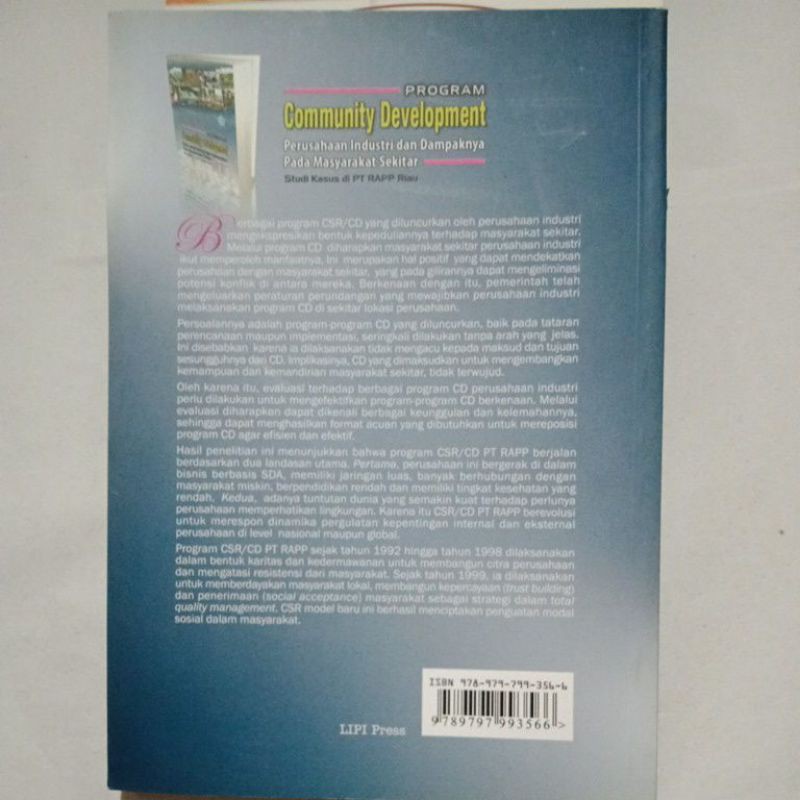 PROGRAM
Community Development
Perusahaan Industri dan Dampaknya
Pada Masyarakat Sekitar
Studi Kasus di PT RAPP Riau
Berbagai program CSR/CD yang diluncurkan oleh perusahaan industri
mengekspresikan bentuk kepeduliannya terhadap masyarakat sekitar.
Melalui program CD diharapkan masyarakat sekitar perusahaan industri
ikut memperoleh manfaatnya, ini merupakan hal positif yang dapat mendekatkan
perusahaan dengan masyarakat sekitar, yang pada gilirannya dapat mengeliminasi
potensi konflik di antara mereka. Berkenaan dengan itu, pemerintah telah
mengeluarkan peraturan perundangan yang mewajibkan perusahaan industri
melaksanakan program CD di sekitar lokasi perusahaan.
Persoalannya adalah program-program CD yang diluncurkan, baik pada tataran
perencanaan maupun implementasi, seringkali dilakukan tanpa arah yang jelas.
Ini disebabkan karena ia dilaksanakan tidak mengacu kepada maksud dan tujuan
sesungguhnya dari CD. Implikasinya, CD yang dimaksudkan untuk mengembangkan
kemampuan dan kemandirian masyarakat sekitar, tidak terwujud.
Oleh karena itu, evaluasi terhadap berbagai program CD perusahaan industri
perlu dilakukan untuk mengefektifkan program-program CD berkenaan. Melalui
evaluasi diharapkan dapat dikenali berbagai keunggulan dan kelemahannya,
sehingga dapat menghasilkan format acuan yang dibutuhkan untuk mereposisi
program CD agar efisien dan efektif.
Hasil penelitian ini menunjukkan bahwa program CSR/CD PT RAPP berjalan
berdasarkan dua landasan utama. Pertama, perusahaan ini bergerak di dalam
bisnis berbasis SDA, memiliki jaringan luas, banyak berhubungan dengan
masyarakat miskin, berpendidikan rendah dan memiliki tingkat kesehatan yang
rendah, Kedua, adanya tuntutan dunia yang semakin kuat terhadap perlunya
perusahaan memperhatikan lingkungan. Karena itu CSR/CD PT RAPP berevolusi
untuk merespon dinamika pergulatan kepentingan internal dan eksternal
perusahaan di level nasional maupun global.
Program CSR/CD PT RAPP sejak tahun 1992 hingga tahun 1998 dilaksanakan
dalam bentuk karitas dan kedermawanan untuk membangun citra perusahaan
dan mengatasi resistensi dari masyarakat. Sejak tahun 1999, ia dilaksanakan
untuk memberdayakan masyarakat lokal, membangun kepercayaan (trust building)
dan penerimaan (social acceptance) masyarakat sebagai strategi dalam total
quality management. CSR model baru ini berhasil menciptakan penguatan modal
sosial dalam masyarakat.
ISBN 978-979-799-356-6
9 789797 993566 >
LIPI Press